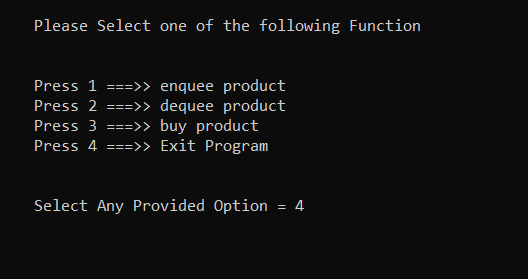 Please Select one of the following Function
Press 1 ===>> enquee product
Press 2 ===>> dequee product
Press 3 ===>> buy product
Press 4 ===>> Exit Program
Select Any Provided Option = 4